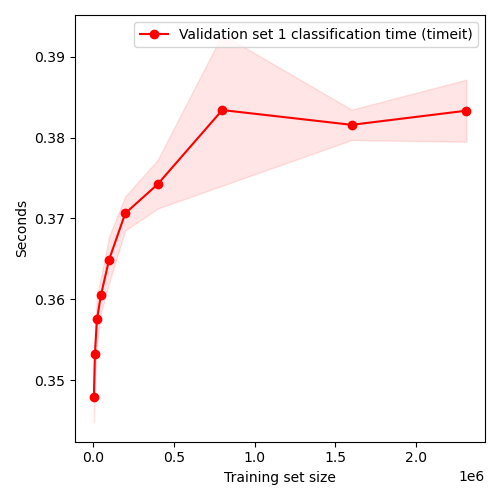 Validation set 1 classification time (timeit)
0.39
0.38
0.37
0.36
0.35
Seconds
0.0 0.5 1.0 1.5 2.0
1e6
Training set size